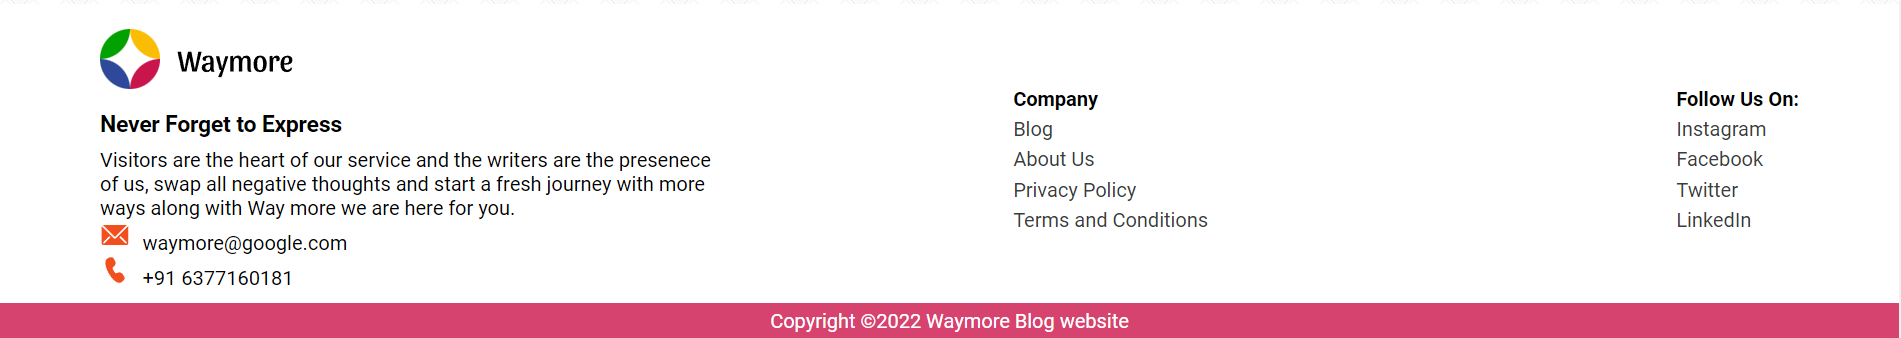 Waymore
Never Forget to Express
Visitors are the heart of our service and the writers are the presenece
of us, swap all negative thoughts and start a fresh journey with more
ways along with Way more we are here for you.
waymore@google.com
+91 6377160181
Company
Blog
About Us
Privacy Policy
Terms and Conditions
Follow Us On:
Instagram
Facebook
Twitter
LinkedIn
Copyright ©2022 Waymore Blog website